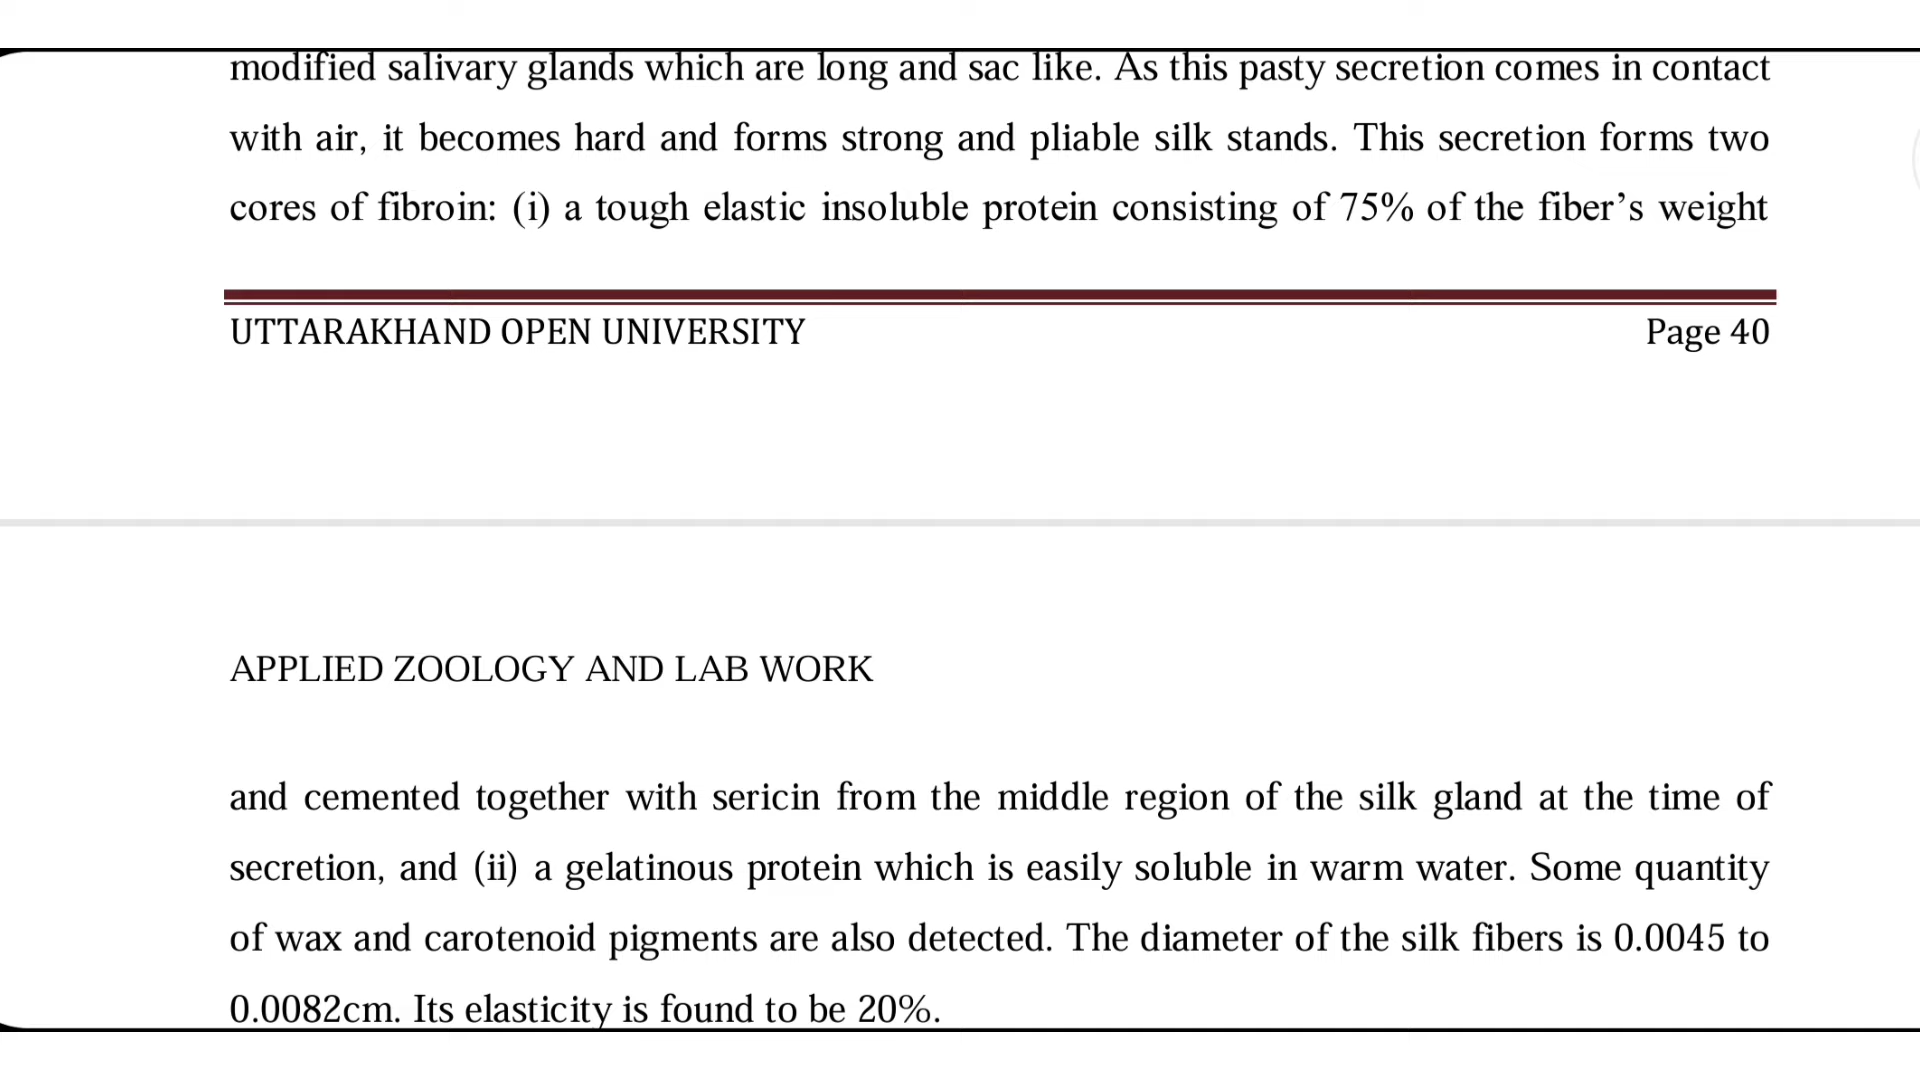 modified salivary glands which are long and sac like. As this pasty secretion comes in contact
with air, it becomes hard and forms strong and pliable silk stands. This secretion forms two
cores of fibroin: (i) a tough elastic insoluble protein consisting of 75% of the fiber’s weight
UTTARAKHAND OPEN UNIVERSITY Page 40
APPLIED ZOOLOGY AND LAB WORK
and cemented together with sericin from the middle region of the silk gland at the time of
secretion, and (ii) a gelatinous protein which is easily soluble in warm water. Some quantity
of wax and carotenoid pigments are also detected. The diameter of the silk fibers is 0.0045 to
0.0082cm. Its elasticity is found to be 20%.